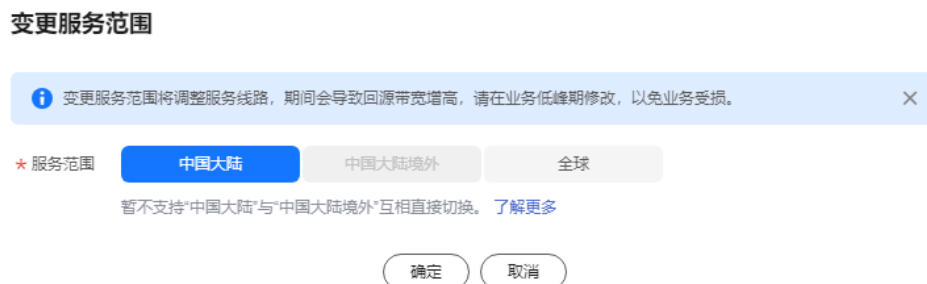 变更服务范围
变更服务范围将调整服务线路，期间会导致回源带宽增高，请在业务低峰期修改，以免业务受损。
* 服务范围 中国大陆 中国大陆境外 全球
暂不支持“中国大陆”与“中国大陆境外”互相直接切换。 了解更多
确定 取消